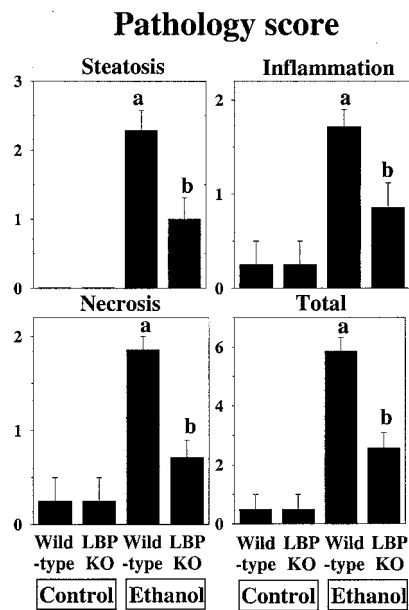 Pathology score
Steatosis
Inflammation
3
2
1
0
a
b
2
1
0
a
b
Necrosis
Total
2
1
0
a
b
6
4
2
0
a
b
Wild LBP Wild LBP
-type KO -type KO
Control Ethanol
Wild LBP Wild LBP
-type KO -type KO
Control Ethanol